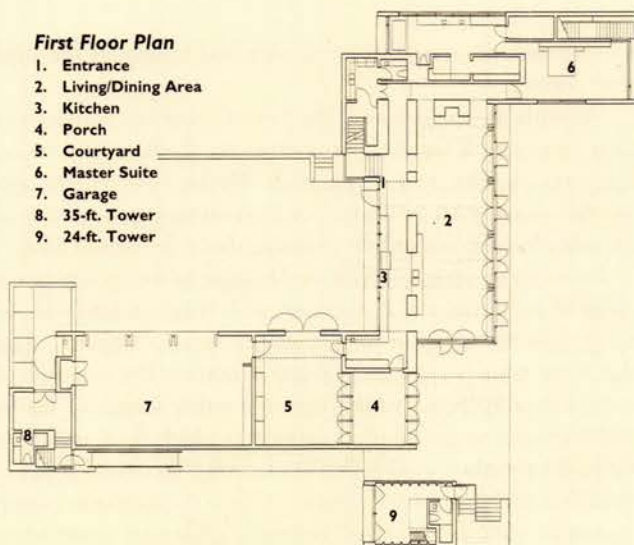 First Floor Plan
1. Entrance
2. Living/Dining Area
3. Kitchen
4. Porch
5. Courtyard
6. Master Suite
7. Garage
8. 35-ft. Tower
9. 24-ft. Tower
6
1
2
3
7
5
4
8
9